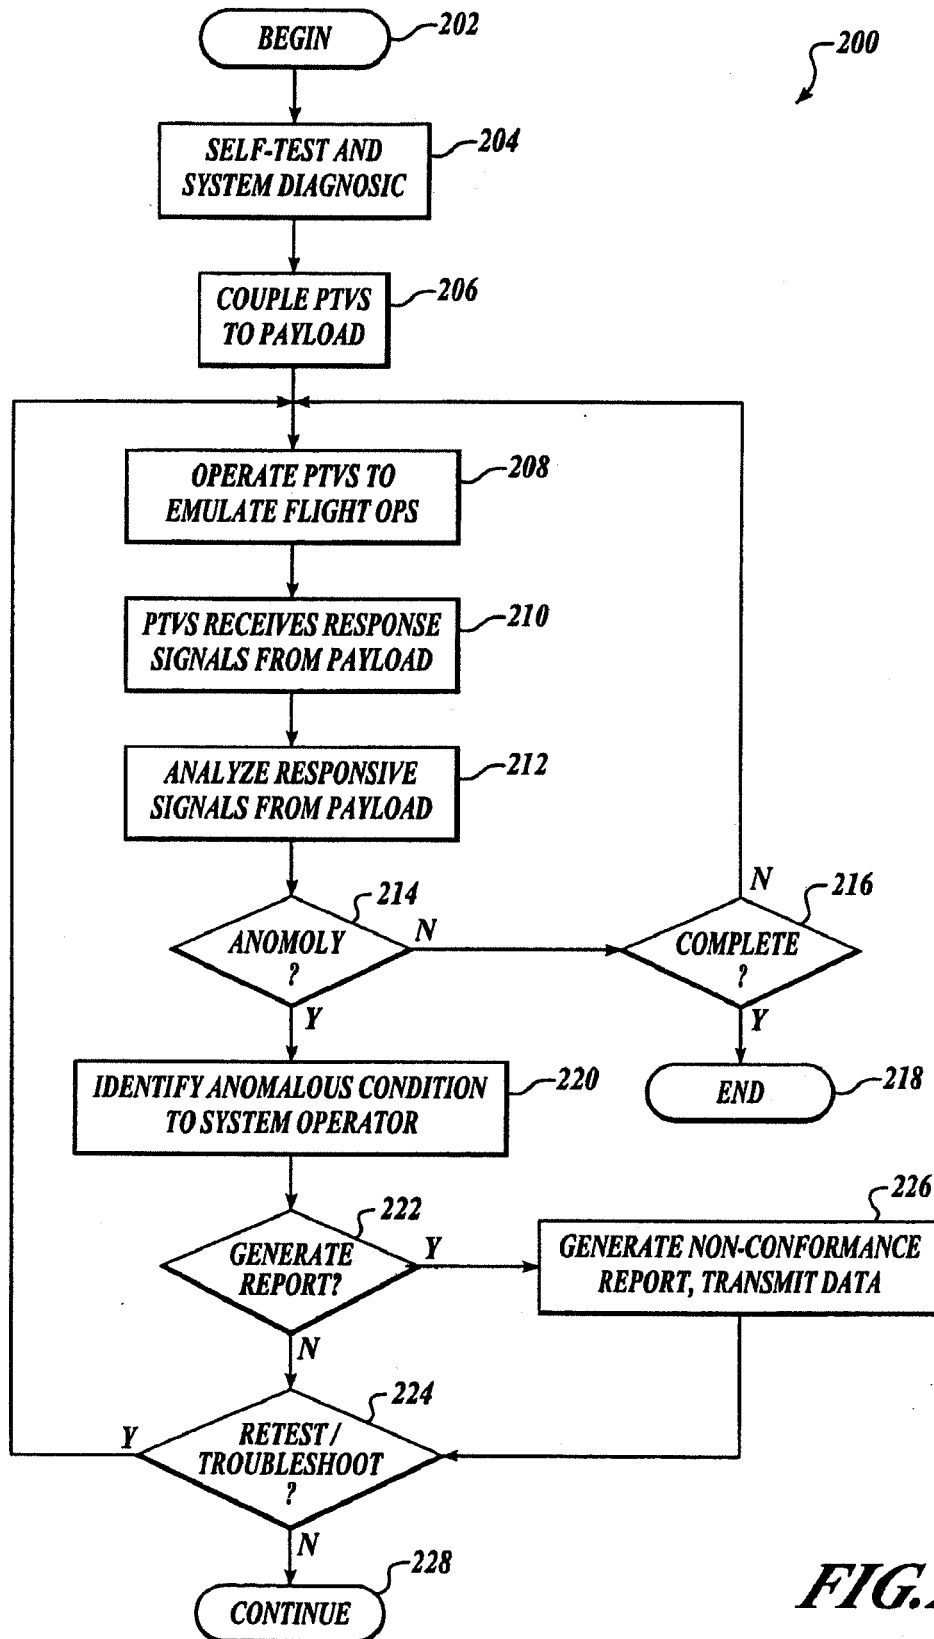 BEGIN
202
200
SELF-TEST AND
SYSTEM DIAGNOSIC
204
COUPLE PTVS
TO PAYLOAD
206
OPERATE PTVS TO
EMULATE FLIGHT OPS
208
PTVS RECEIVES RESPONSE
SIGNALS FROM PAYLOAD
210
ANALYZE RESPONSIVE
SIGNALS FROM PAYLOAD
212
ANOMOLY
?
214
N
Y
COMPLETE
?
216
N
Y
END
218
IDENTIFY ANOMALOUS CONDITION
TO SYSTEM OPERATOR
220
GENERATE
REPORT?
222
Y
N
GENERATE NON-CONFORMANCE
REPORT, TRANSMIT DATA
226
RETEST/
TROUBLESHOOT
?
224
Y
N
CONTINUE
228
FIG.